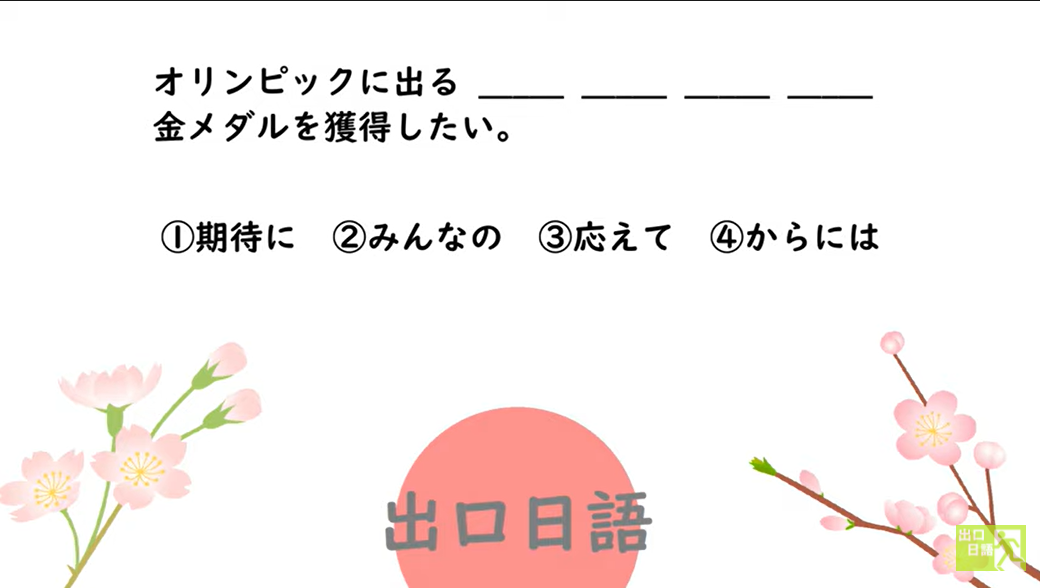 オリンピックに出る ＿＿＿ ＿＿＿ ＿＿＿ ＿＿＿
金メダルを獲得したい。
①期待に ②みんなの ③応えて ④からには
出口日語
出口
日語